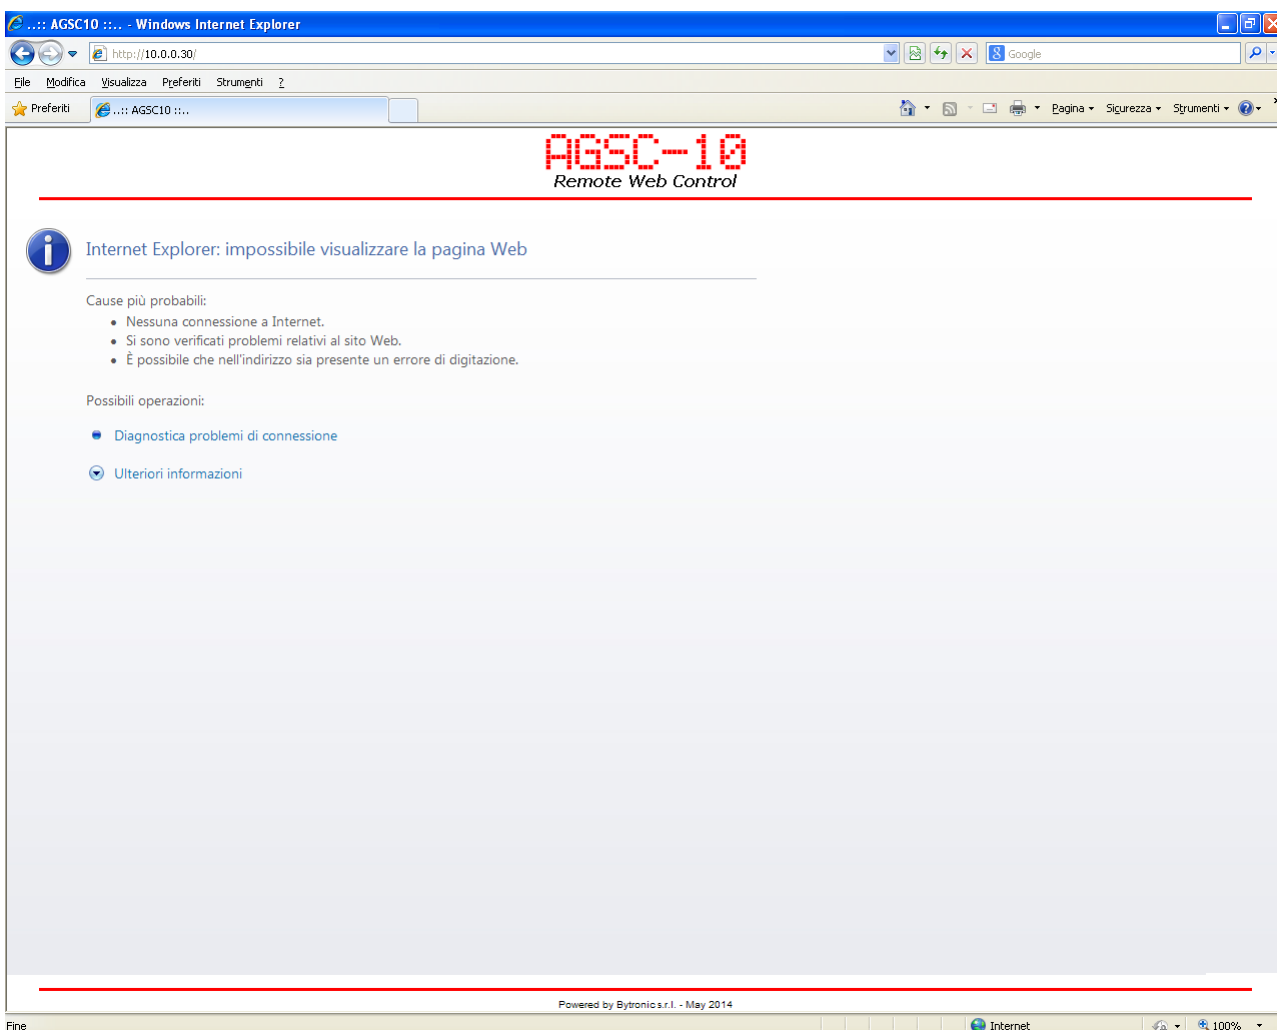 ..:: AGSC10 ::.. - Windows Internet Explorer
http://10.0.0.30/
Google
File Modifica Visualizza Preferiti Strumenti ?
Preferiti ..:: AGSC10 ::.. Pagina Sicurezza Strumenti
AGSC-10
Remote Web Control
Internet Explorer: impossibile visualizzare la pagina Web
Cause più probabili:
Nessuna connessione a Internet.
Si sono verificati problemi relativi al sito Web.
È possibile che nell'indirizzo sia presente un errore di digitazione.
Possibili operazioni:
Diagnostica problemi di connessione
Ulteriori informazioni
Powered by Bytronic s.r.l. - May 2014
Fine Internet 100%